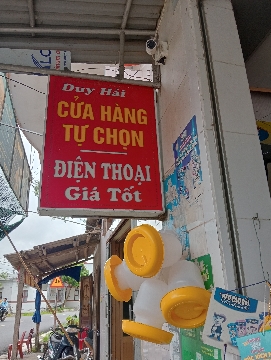 Duy Hải
CỬA HÀNG
TỰ CHỌN
ĐIỆN THOẠI
Giá Tốt